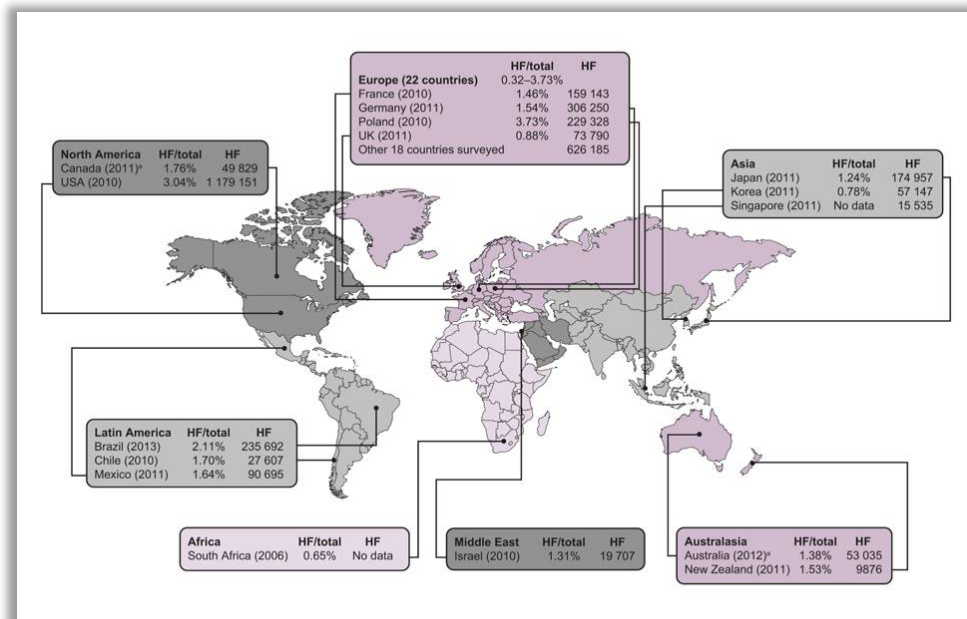 HF/total HF
Europe (22 countries) 0.32–3.73%
France (2010) 1.46% 159 143
Germany (2011) 1.54% 306 250
Poland (2010) 3.73% 229 328
UK (2011) 0.88% 73 790
Other 18 countries surveyed 626 185
North America HF/total HF
Canada (2011)ᵃ 1.76% 49 829
USA (2010) 3.04% 1 179 151
Asia HF/total HF
Japan (2011) 1.24% 174 957
Korea (2011) 0.78% 57 147
Singapore (2011) No data 15 535
Latin America HF/total HF
Brazil (2013) 2.11% 235 692
Chile (2010) 1.70% 27 607
Mexico (2011) 1.64% 90 695
Africa HF/total HF
South Africa (2006) 0.65% No data
Middle East HF/total HF
Israel (2010) 1.31% 19 707
Australasia HF/total HF
Australia (2012)ᵃ 1.38% 53 035
New Zealand (2011) 1.53% 9876